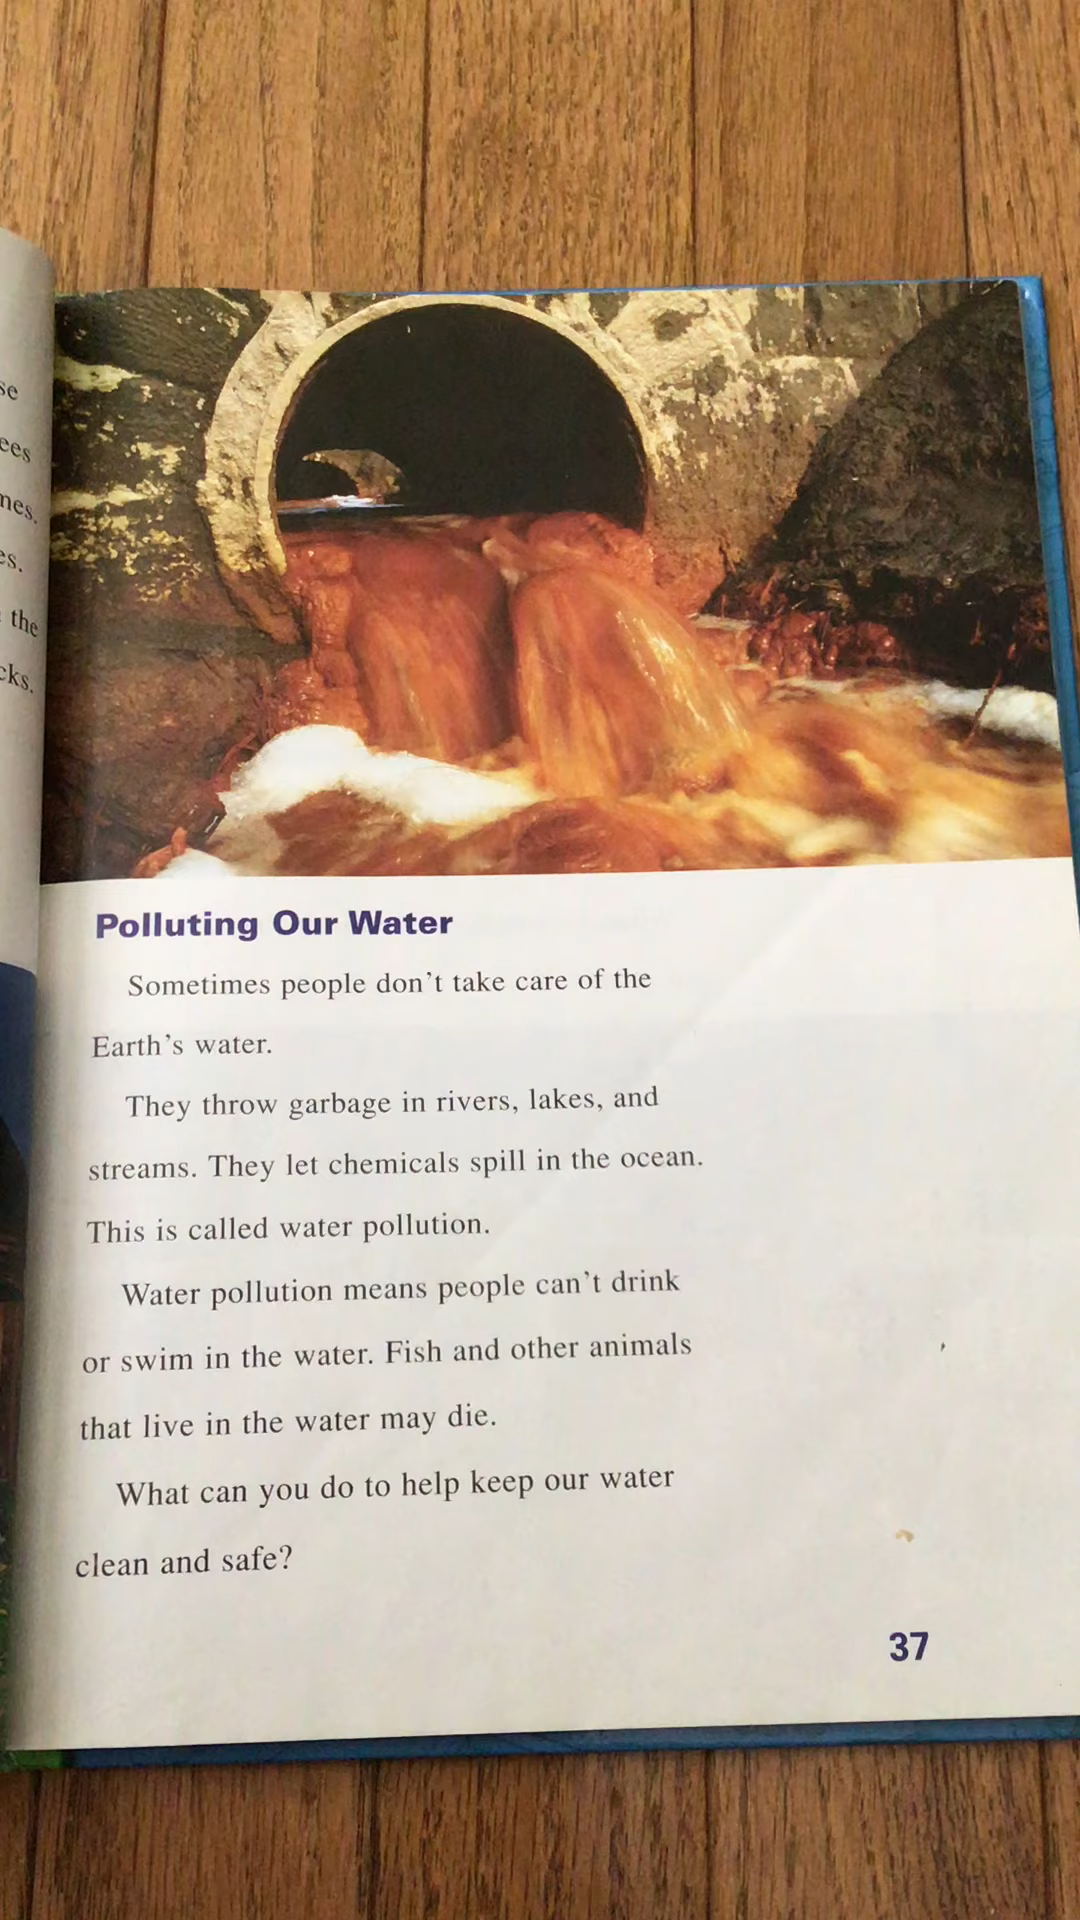 the
Polluting Our Water
Sometimes people don't take care of the
Earth's water.
They throw garbage in rivers, lakes, and
streams. They let chemicals spill in the ocean.
This is called water pollution.
Water pollution means people can't drink
or swim in the water. Fish and other animals
that live in the water may die.
What can you do to help keep our water
clean and safe?
37